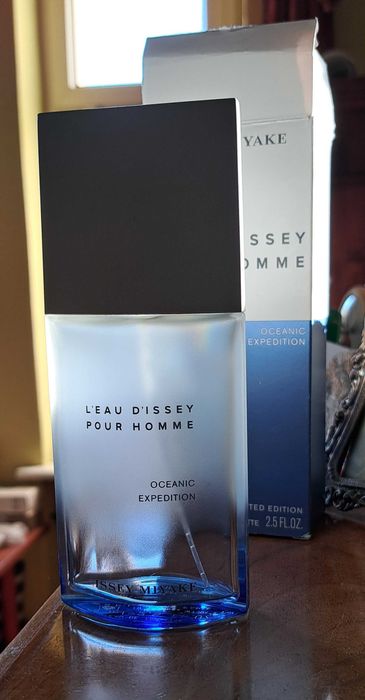 L'EAU D'ISSEY
POUR HOMME
OCEANIC
EXPEDITION
ISSEY MIYAKE
YAKE
SSEY
OMME
OCEANIC
EXPEDITION
TED EDITION
TTE 2.5 FL.OZ.